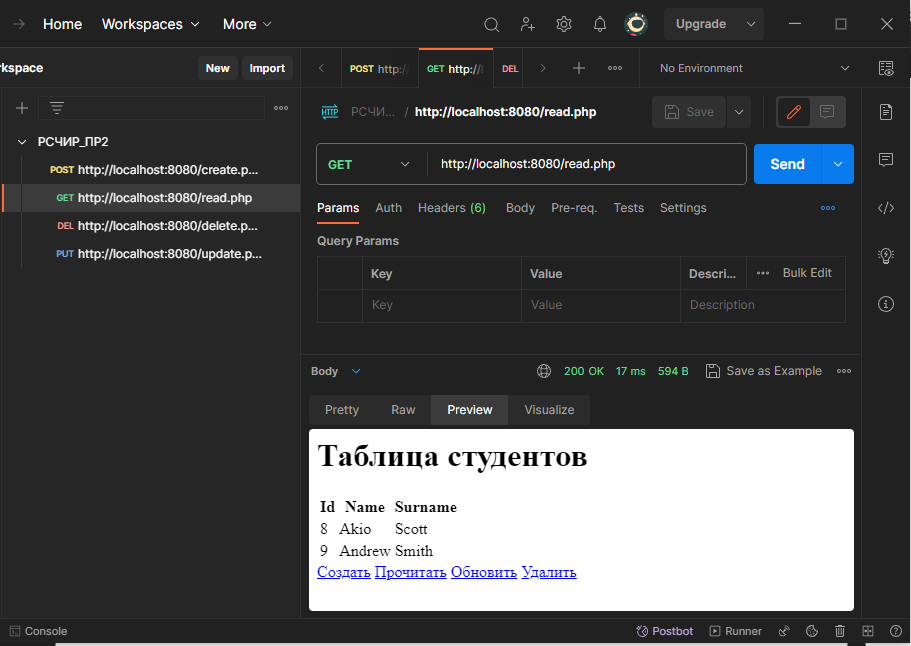 Home Workspaces More Upgrade
kspace New Import POST http:/ GET http://l DEL No Environment
РСЧИ... / http://localhost:8080/read.php Save
РСЧИР_ПР2
POST http://localhost:8080/create.p...
GET http://localhost:8080/read.php
DEL http://localhost:8080/delete.p...
PUT http://localhost:8080/update.p...
GET http://localhost:8080/read.php Send
Params Auth Headers (6) Body Pre-req. Tests Settings
Query Params
Key Value Descri... Bulk Edit
Key Value Description
Body 200 OK 17 ms 594 B Save as Example
Pretty Raw Preview Visualize
Таблица студентов
Id Name Surname
8 Akio Scott
9 Andrew Smith
Создать Прочитать Обновить Удалить
Console Postbot Runner